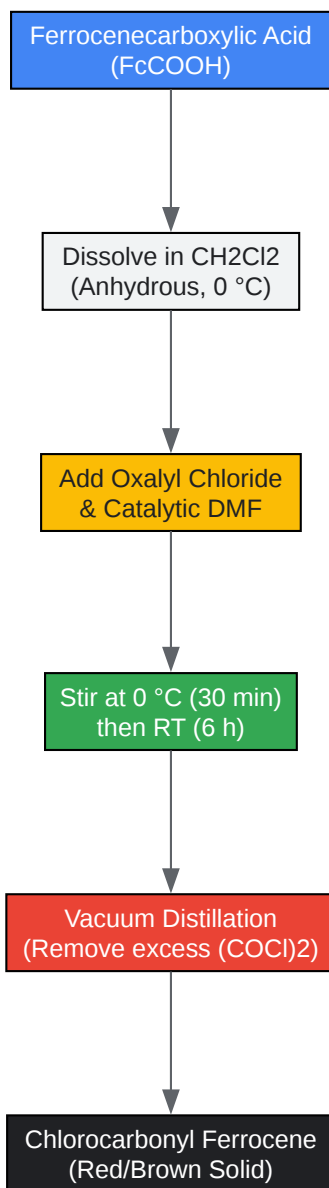 Ferrocenecarboxylic Acid
(FcCOOH)
Dissolve in CH2Cl2
(Anhydrous, 0 °C)
Add Oxalyl Chloride
& Catalytic DMF
Stir at 0 °C (30 min)
then RT (6 h)
Vacuum Distillation
(Remove excess (COCl)2)
Chlorocarbonyl Ferrocene
(Red/Brown Solid)